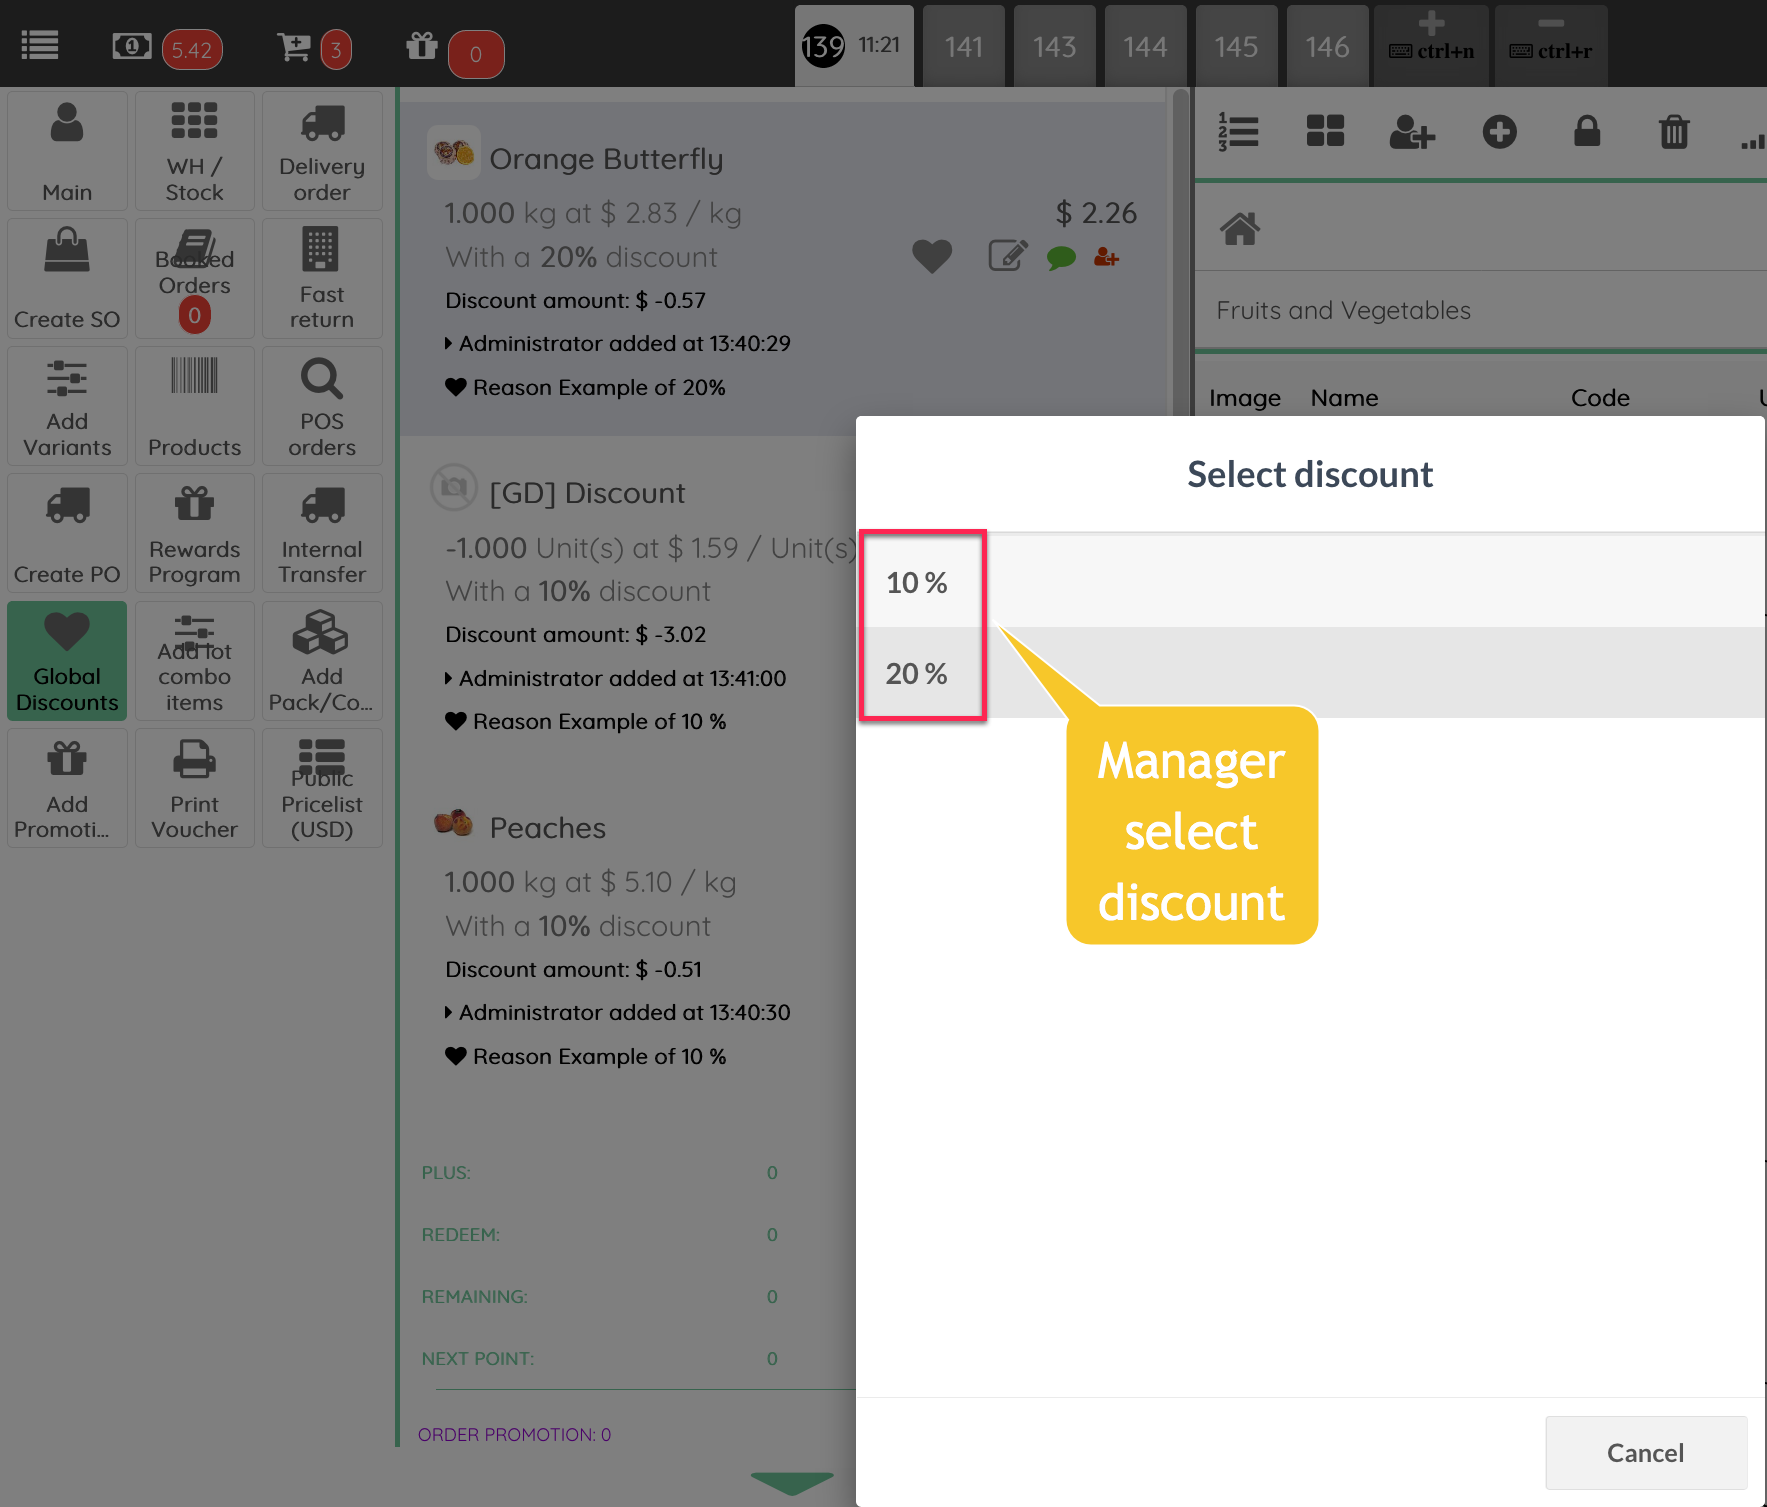 5.42
3
0
139 11:21
141
143
144
145
146
ctrl+n
ctrl+r
Main
WH /
Stock
Delivery
order
Create SO
Booked
Orders
0
Fast
return
Add
Variants
Products
POS
orders
Create PO
Rewards
Program
Internal
Transfer
Global
Discounts
Add lot
combo
items
Add
Pack/Co...
Add
Promoti...
Print
Voucher
Public
Pricelist
(USD)
Orange Butterfly
1.000 kg at $ 2.83 / kg
$ 2.26
With a 20% discount
Discount amount: $ -0.57
Administrator added at 13:40:29
Reason Example of 20%
[GD] Discount
-1.000 Unit(s) at $ 1.59 / Unit(s)
With a 10% discount
Discount amount: $ -3.02
Administrator added at 13:41:00
Reason Example of 10 %
Peaches
1.000 kg at $ 5.10 / kg
With a 10% discount
Discount amount: $ -0.51
Administrator added at 13:40:30
Reason Example of 10 %
PLUS: 0
REDEEM: 0
REMAINING: 0
NEXT POINT: 0
ORDER PROMOTION: 0
1
2
3
Fruits and Vegetables
Image Name Code
Select discount
10 %
20 %
Manager
select
discount
Cancel